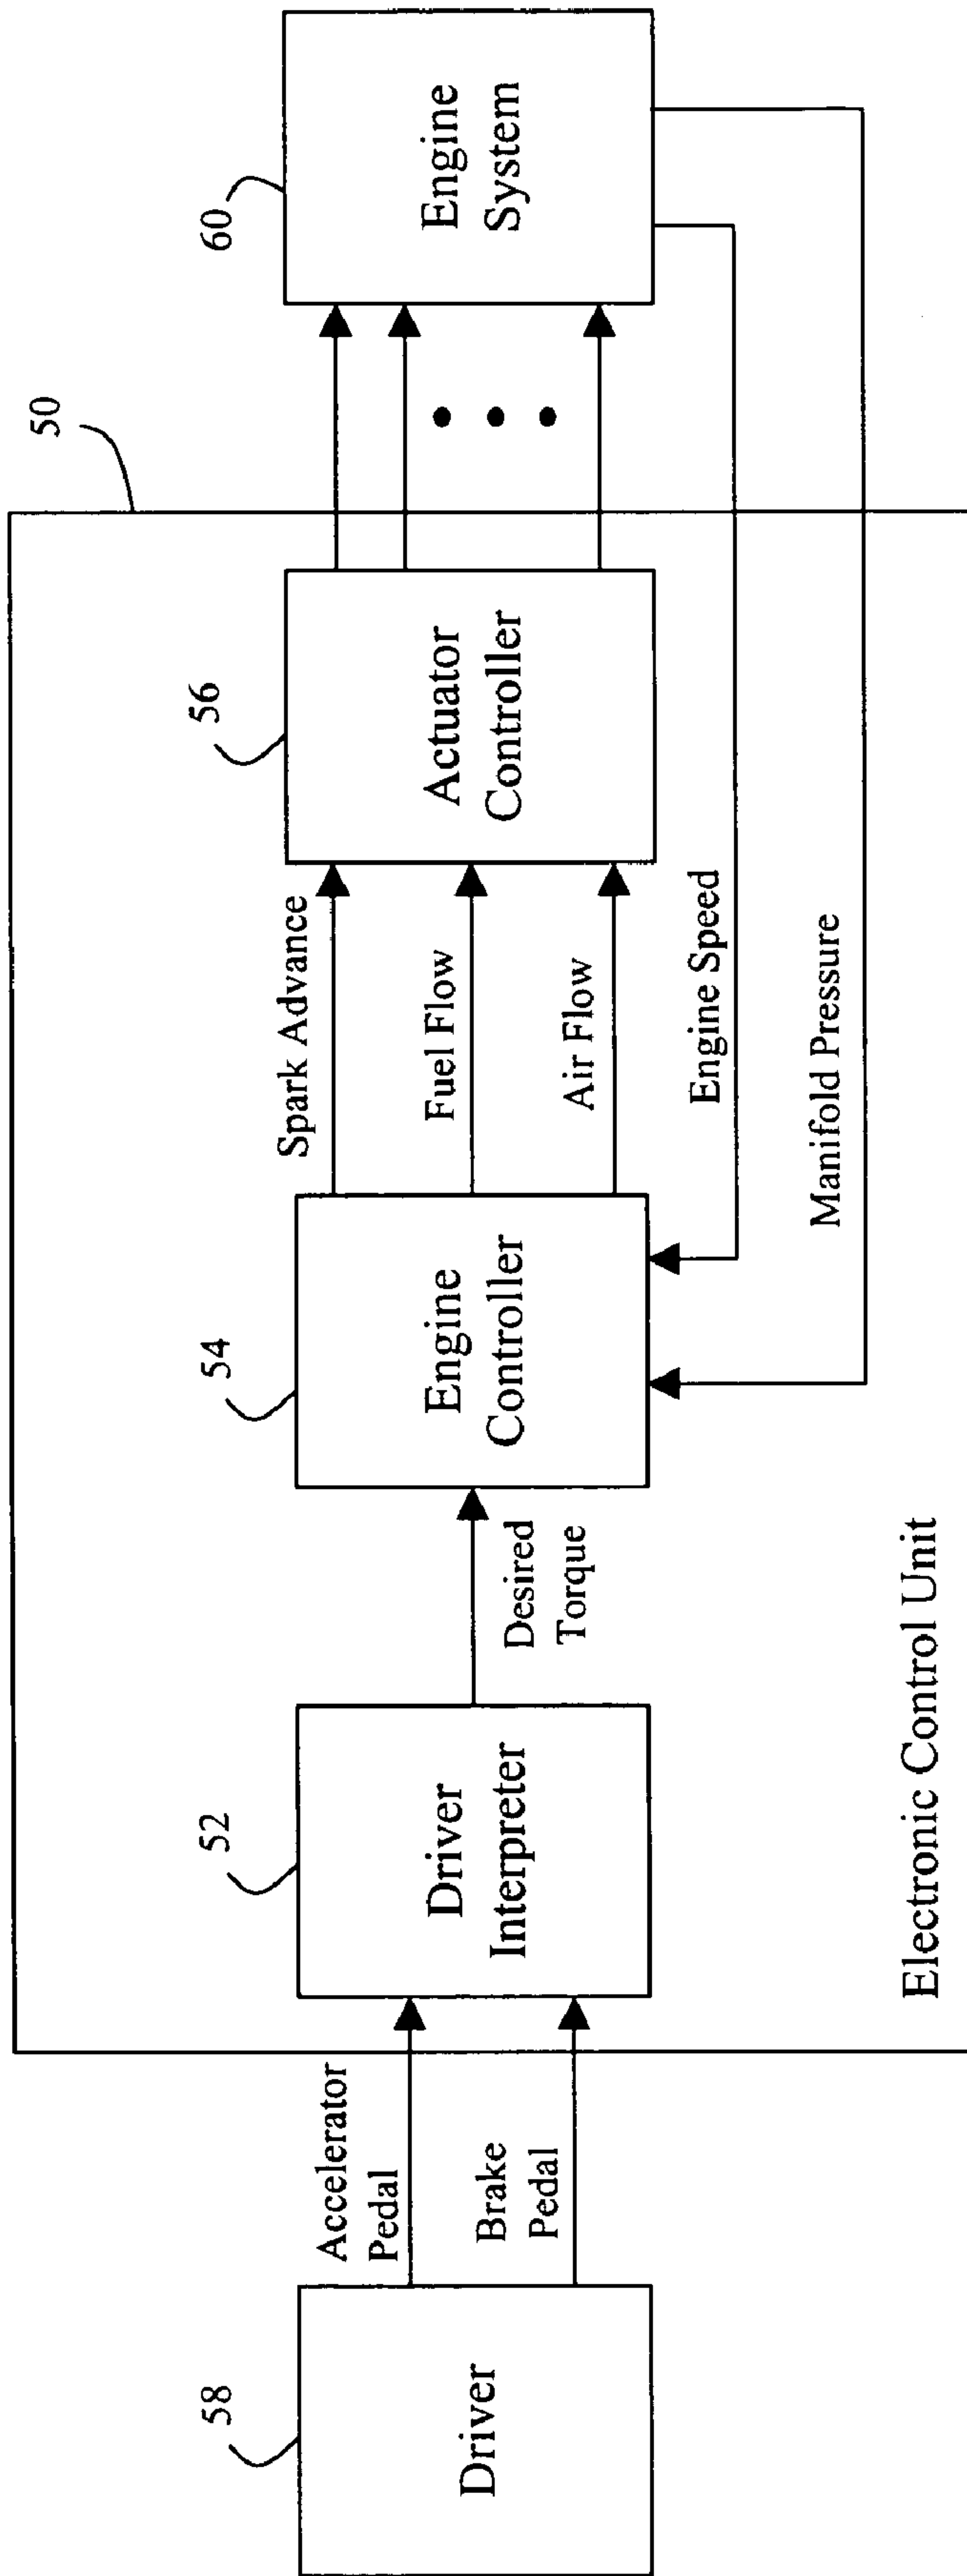 50
58
Driver
Accelerator
Pedal
Brake
Pedal
52
Driver
Interpreter
Desired
Torque
54
Engine
Controller
Spark Advance
Fuel Flow
Air Flow
56
Actuator
Controller
60
Engine
System
Engine Speed
Manifold Pressure
Electronic Control Unit